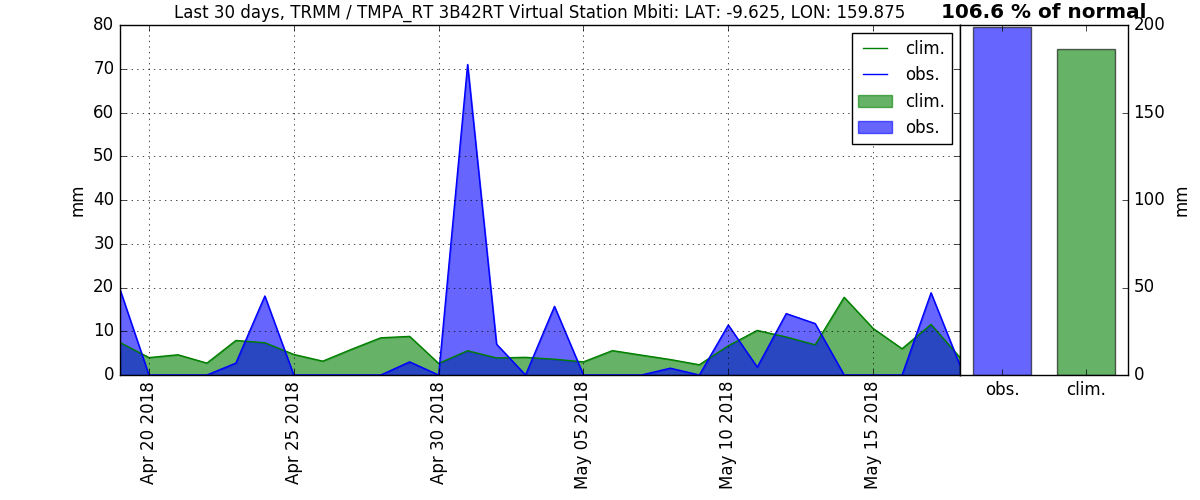 Last 30 days, TRMM / TMPA_RT 3B42RT Virtual Station Mbiti: LAT: -9.625, LON: 159.875
106.6 % of normal
80
70
60
50
40
30
20
10
0
mm
clim.
obs.
clim.
obs.
Apr 20 2018
Apr 25 2018
Apr 30 2018
May 05 2018
May 10 2018
May 15 2018
200
150
100
50
0
mm
obs.
clim.